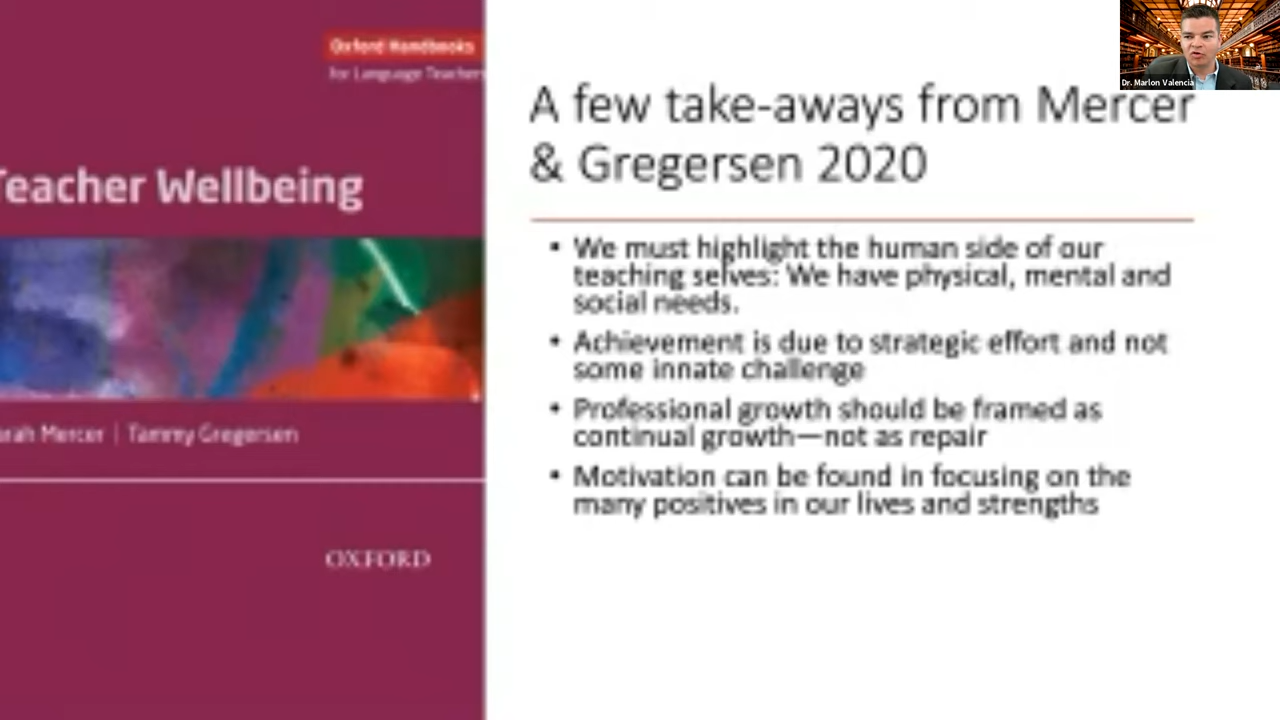 Oxford Handbooks
for Language Teachers
Teacher Wellbeing
arah Mercer | Tammy Gregersen
OXFORD
Dr. Marlon Valencia
A few take-aways from Mercer
& Gregersen 2020
• We must highlight the human side of our
teaching selves: We have physical, mental and
social needs.
• Achievement is due to strategic effort and not
some innate challenge
• Professional growth should be framed as
continual growth—not as repair
• Motivation can be found in focusing on the
many positives in our lives and strengths